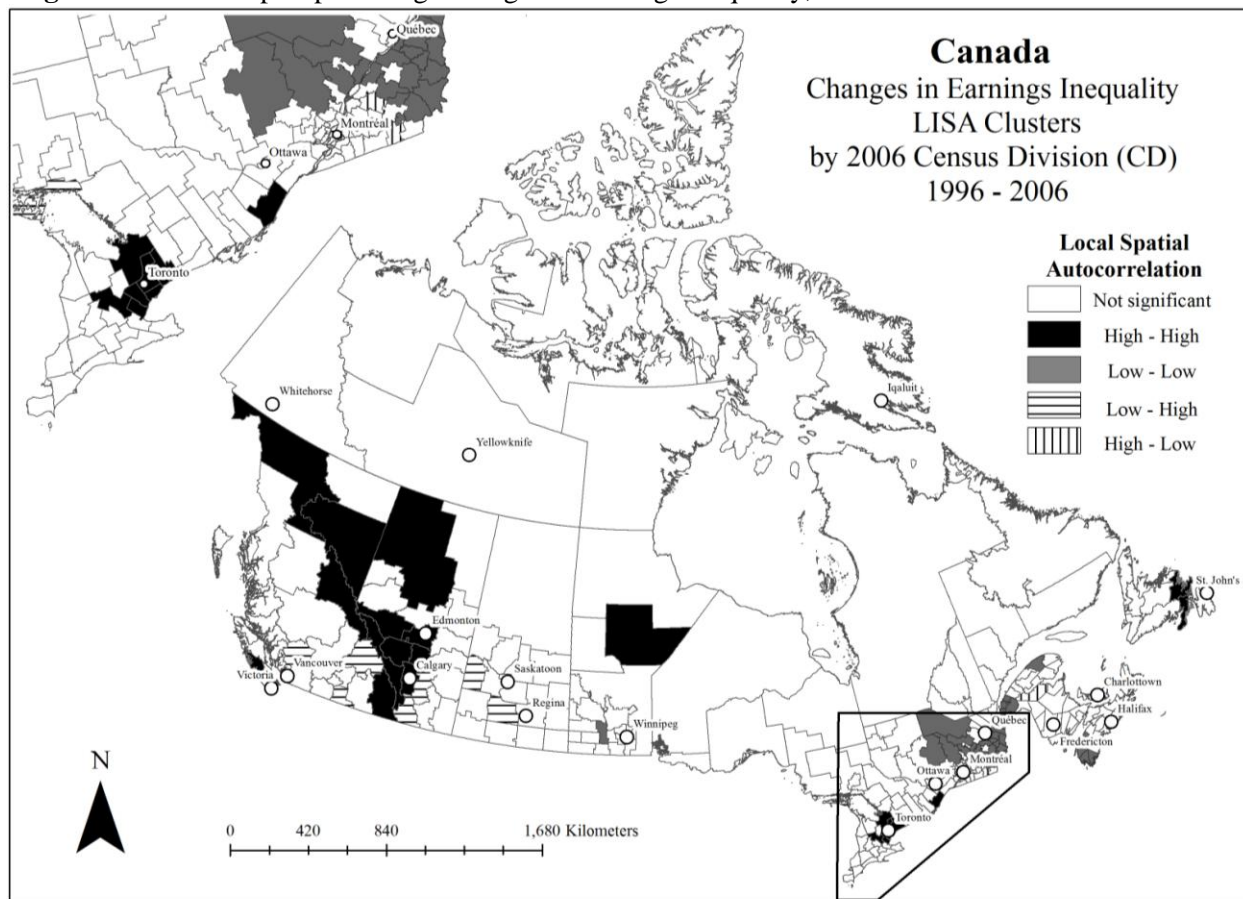 Canada
Changes in Earnings Inequality
LISA Clusters
by 2006 Census Division (CD)
1996 - 2006
Local Spatial
Autocorrelation
Not significant
High - High
Low - Low
Low - High
High - Low
Québec
Montréal
Ottawa
Toronto
Whitehorse
Yellowknife
Iqaluit
St. John's
Edmonton
Vancouver
Calgary
Saskatoon
Victoria
Regina
Winnipeg
Charlottown
Halifax
Québec
Fredericton
Montréal
Ottawa
Toronto
N
0 420 840 1,680 Kilometers